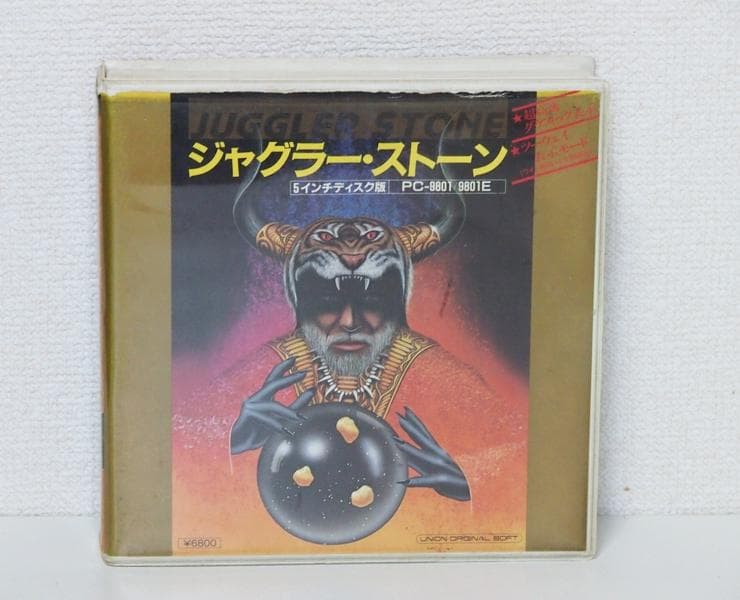 JUGGLER STONE
ジャグラー・ストーン
5インチディスク版 PC-9801 9801E
¥6800
UNION ORIGINAL SOFT